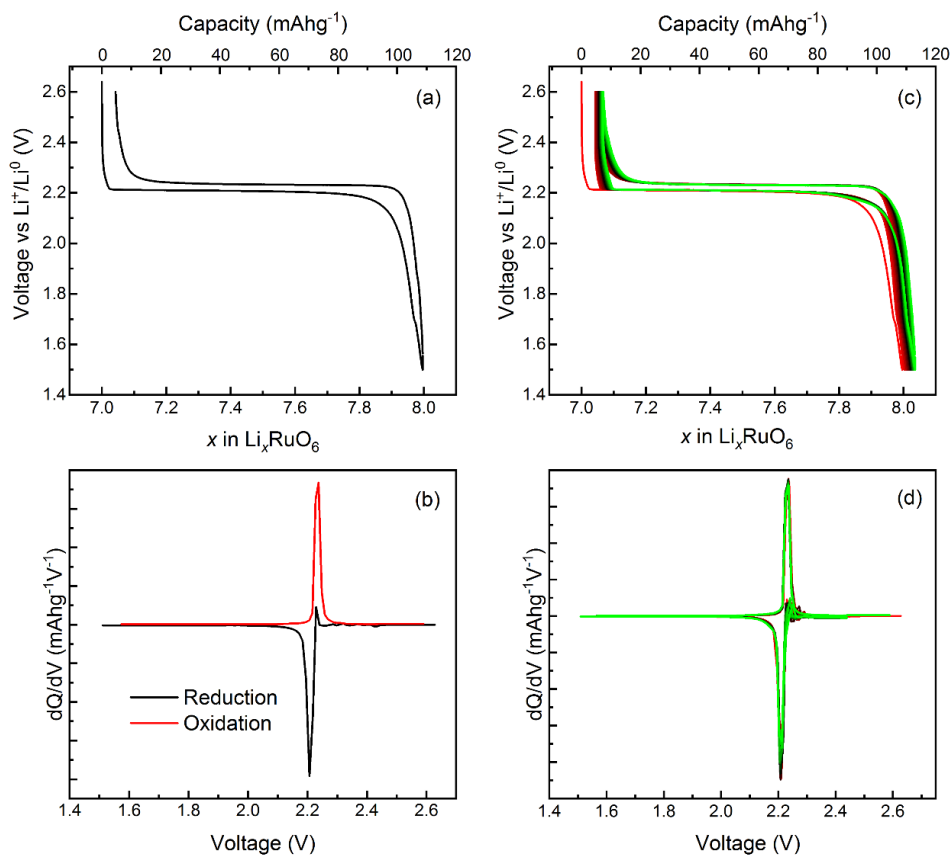 Capacity (mAhg⁻¹)
0 20 40 60 80 100 120
(a)
Voltage vs Li⁺/Li⁰ (V)
2.6
2.4
2.2
2.0
1.8
1.6
1.4
7.0 7.2 7.4 7.6 7.8 8.0
x in LiₓRuO₆
Capacity (mAhg⁻¹)
0 20 40 60 80 100 120
(c)
Voltage vs Li⁺/Li⁰ (V)
2.6
2.4
2.2
2.0
1.8
1.6
1.4
7.0 7.2 7.4 7.6 7.8 8.0
x in LiₓRuO₆
(b)
dQ/dV (mAhg⁻¹V⁻¹)
Reduction
Oxidation
1.4 1.6 1.8 2.0 2.2 2.4 2.6
Voltage (V)
(d)
dQ/dV (mAhg⁻¹V⁻¹)
1.4 1.6 1.8 2.0 2.2 2.4 2.6
Voltage (V)